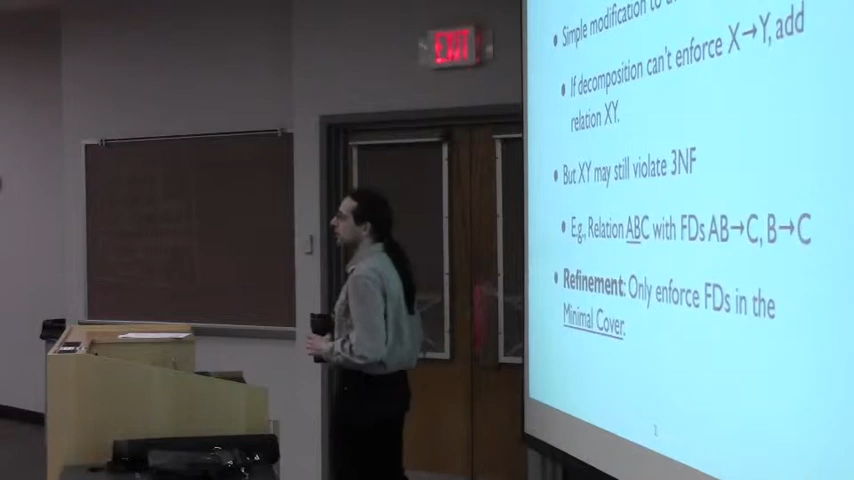 EXIT
• Simple modification to
• If decomposition can't enforce X→Y, add
relation XY.
• But XY may still violate 3NF
• E.g., Relation ABC with FDs AB→C, B→C
• Refinement: Only enforce FDs in the
Minimal Cover.
2